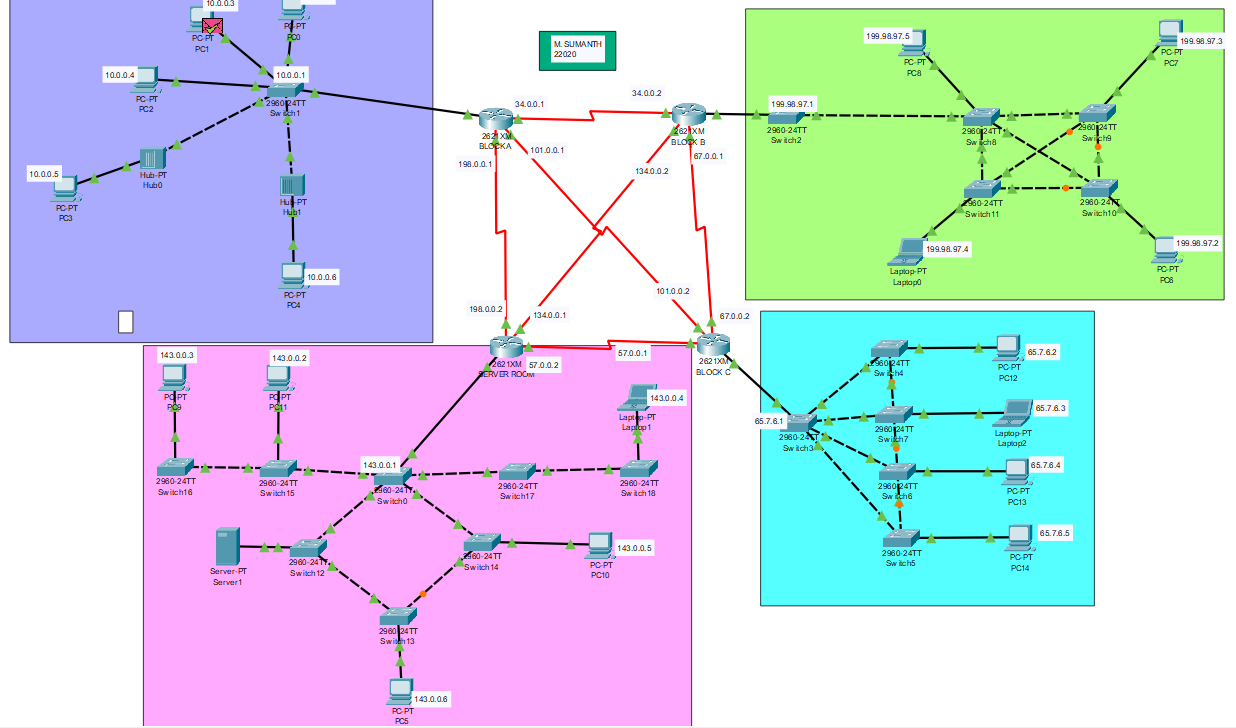 10.0.0.3
PC-PT
PC1
PC-PT
PC0
10.0.0.4
PC-PT
PC2
10.0.0.1
2960-24TT
Switch1
10.0.0.5
PC-PT
PC3
Hub-PT
Hub0
Hub-PT
Hub1
10.0.0.6
PC-PT
PC4
M. SUMANTH
22020
34.0.0.1
2621XM
BLOCK A
34.0.0.2
2621XM
BLOCK B
198.0.0.1
101.0.0.1
134.0.0.2
67.0.0.1
198.0.0.2
134.0.0.1
101.0.0.2
67.0.0.2
2621XM
SERVER ROOM
57.0.0.2
57.0.0.1
2621XM
BLOCK C
199.98.97.1
2960-24TT
Switch2
199.98.97.5
PC-PT
PC8
199.98.97.3
PC-PT
PC7
2960-24TT
Switch8
2960-24TT
Switch9
2960-24TT
Switch11
2960-24TT
Switch10
199.98.97.4
Laptop-PT
Laptop0
199.98.97.2
PC-PT
PC6
143.0.0.3
PC-PT
PC9
143.0.0.2
PC-PT
PC11
143.0.0.4
Laptop-PT
Laptop1
2960-24TT
Switch16
2960-24TT
Switch15
143.0.0.1
2960-24TT
Switch0
2960-24TT
Switch17
2960-24TT
Switch18
Server-PT
Server1
2960-24TT
Switch12
2960-24TT
Switch14
143.0.0.5
PC-PT
PC10
2960-24TT
Switch13
143.0.0.6
PC-PT
PC5
65.7.6.1
2960-24TT
Switch3
2960-24TT
Switch4
65.7.6.2
PC-PT
PC12
2960-24TT
Switch7
65.7.6.3
Laptop-PT
Laptop2
2960-24TT
Switch6
65.7.6.4
PC-PT
PC13
2960-24TT
Switch5
65.7.6.5
PC-PT
PC14